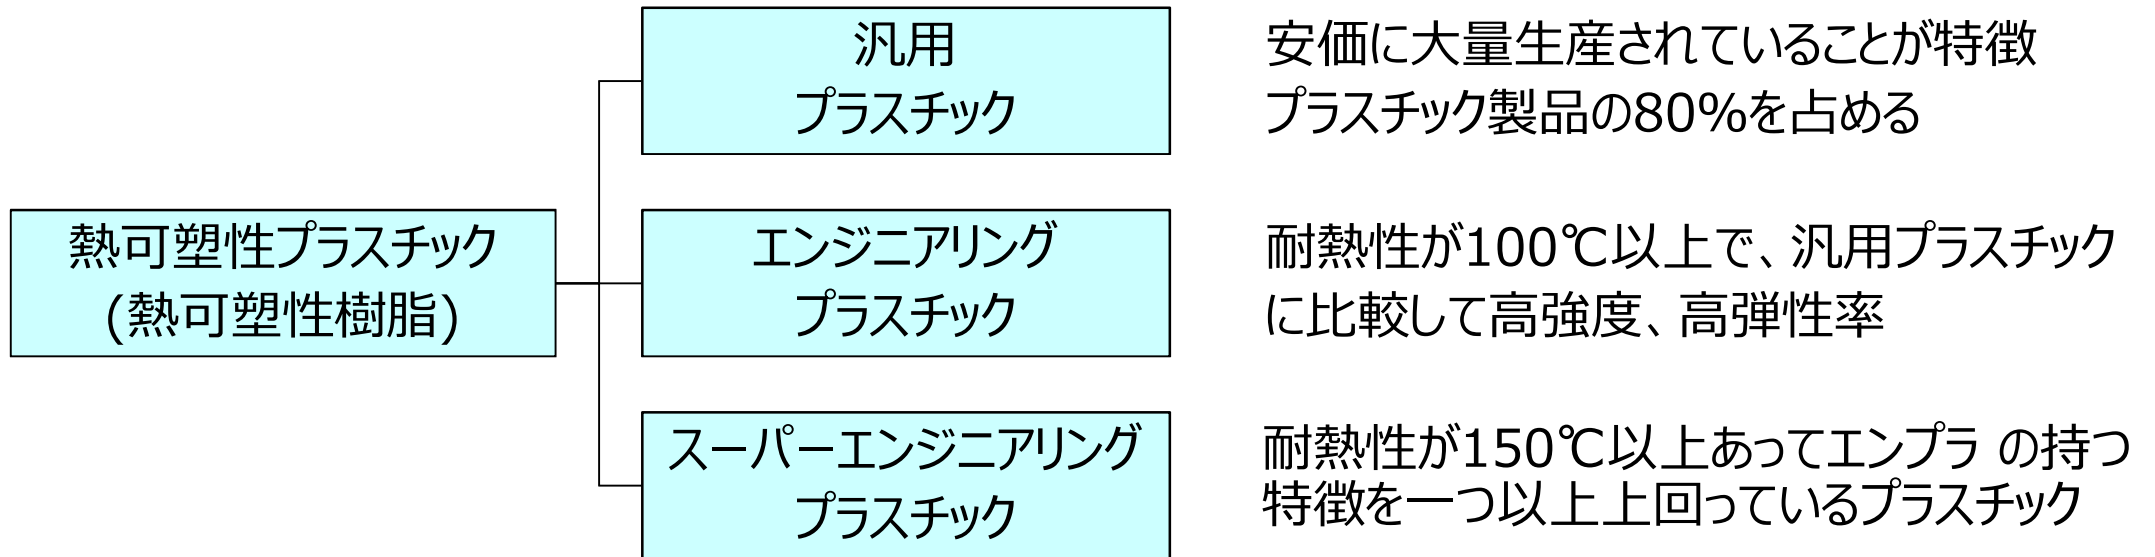 汎用
プラスチック
安価に大量生産されていることが特徴
プラスチック製品の80%を占める
熱可塑性プラスチック
(熱可塑性樹脂)
エンジニアリング
プラスチック
耐熱性が100℃以上で、汎用プラスチック
に比較して高強度、高弾性率
スーパーエンジニアリング
プラスチック
耐熱性が150℃以上あってエンプラ の持つ
特徴を一つ以上上回っているプラスチック